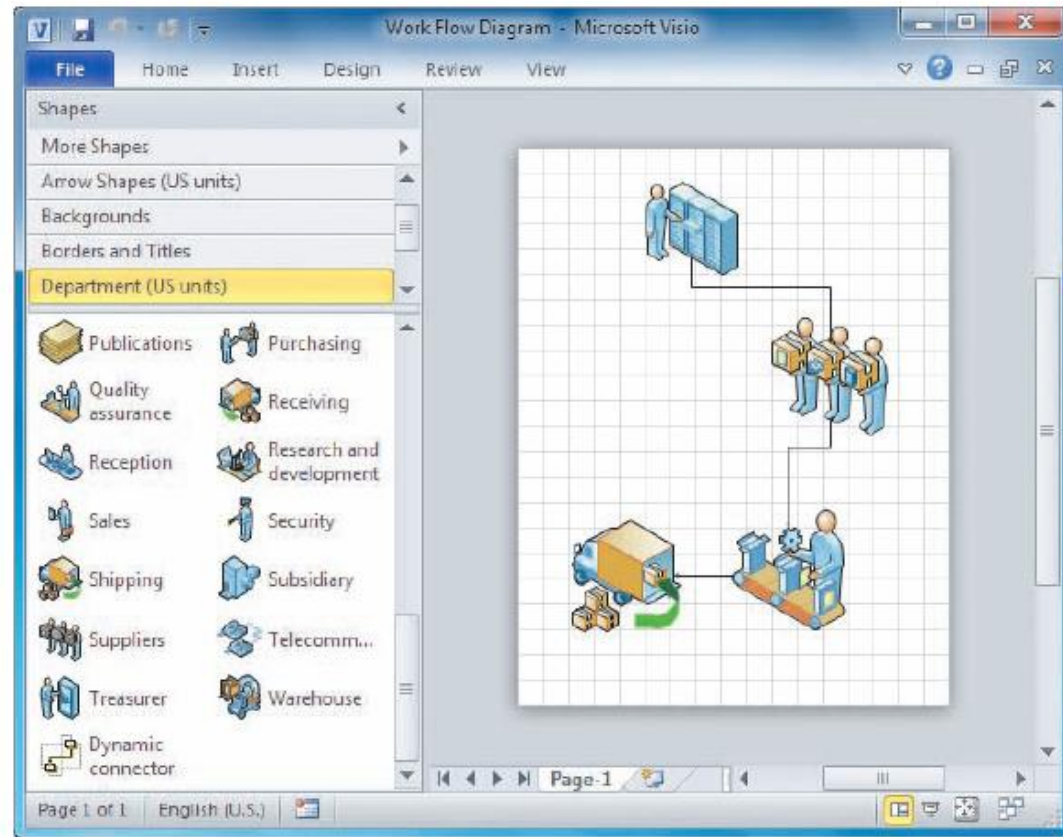 Work Flow Diagram - Microsoft Visio
File Home Insert Design Review View
Shapes
More Shapes
Arrow Shapes (US units)
Backgrounds
Borders and Titles
Department (US units)
Publications Purchasing
Quality assurance
Receiving
Reception
Research and development
Sales Security
Shipping Subsidiary
Suppliers Telecomm...
Treasurer Warehouse
Dynamic connector
Page-1
Page 1 of 1 English (U.S.)